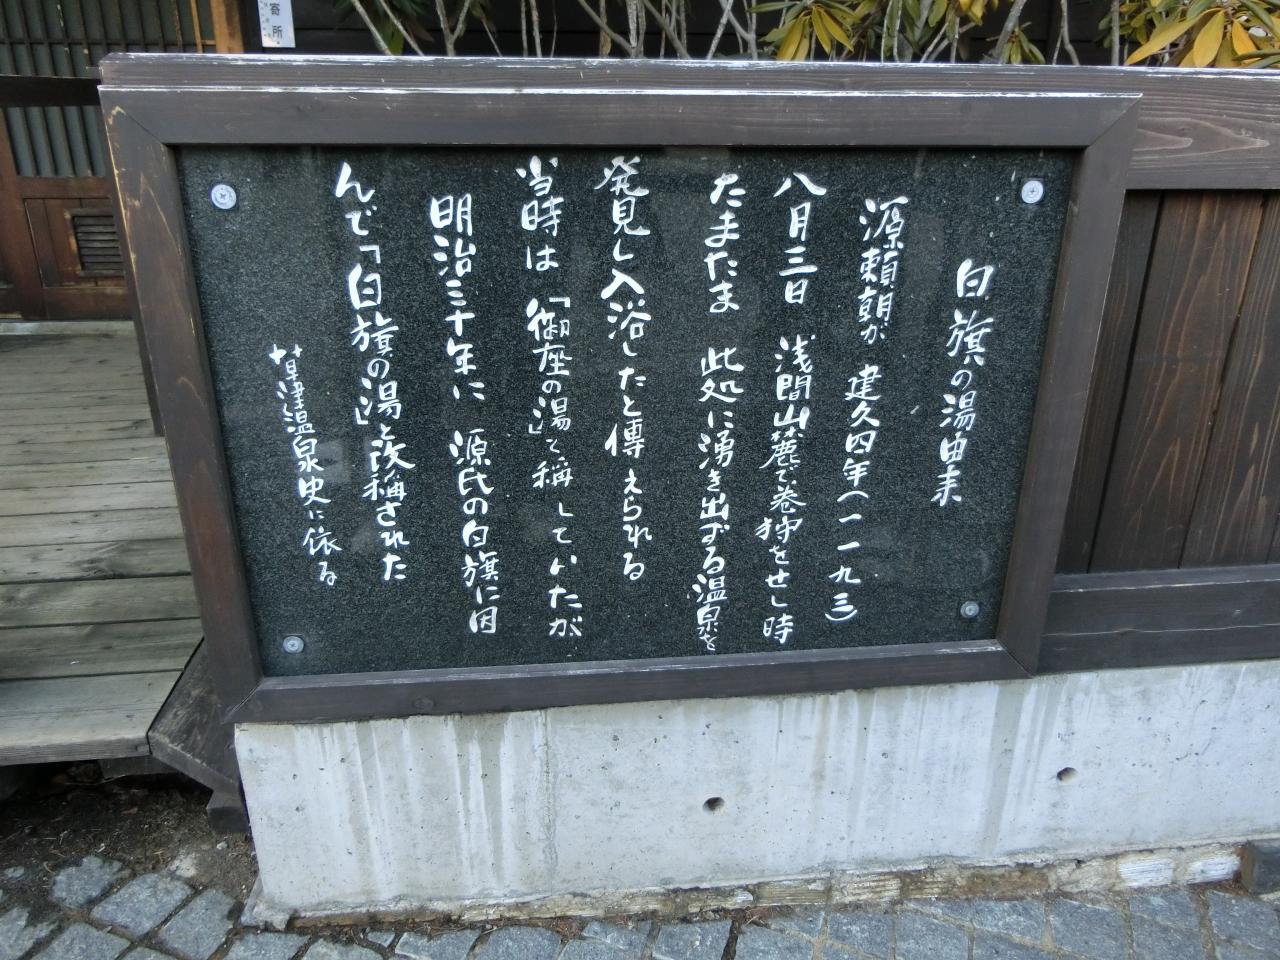 白旗の湯由来
源頼朝が 建久四年(一一九三)
八月三日 浅間山麓で巻狩をせし時
たまたま 此処に湧き出ずる温泉を
発見し入浴したと傳えられる
当時は「御座の湯」と稱していたが
明治三十年に 源氏の白旗に因
んで「白旗の湯」と改稱された
草津温泉史に依る
寄所